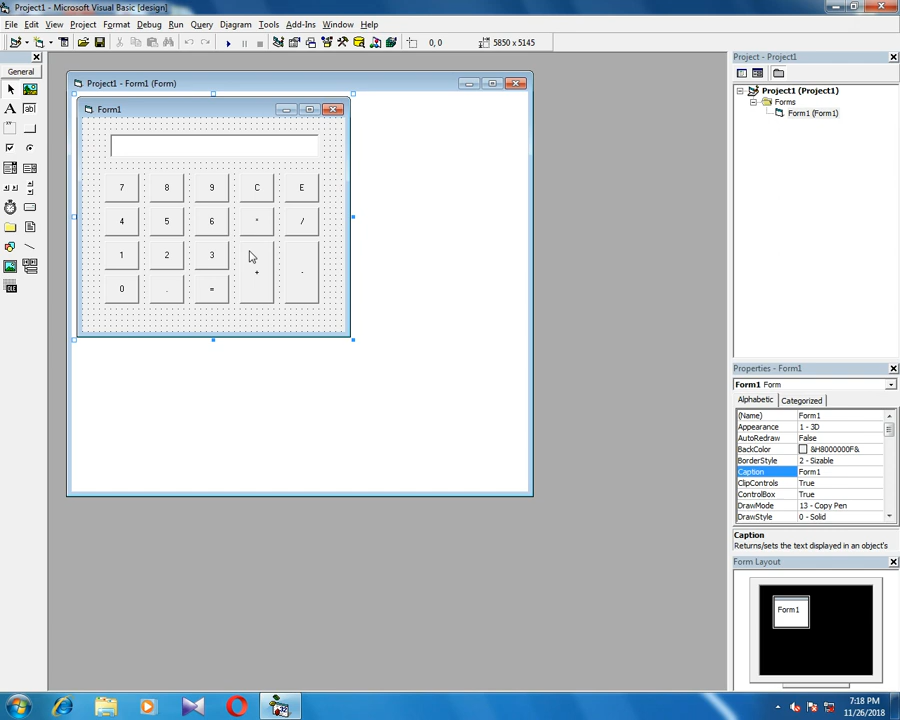 Project1 - Microsoft Visual Basic [design]
File Edit View Project Format Debug Run Query Diagram Tools Add-Ins Window Help
0, 0 5850 x 5145
General
A ab|
Project1 - Form1 (Form)
Form1
7 8 9 C E
4 5 6 * /
1 2 3
+ -
0 . =
Project - Project1
Project1 (Project1)
Forms
Form1 (Form1)
Properties - Form1
Form1 Form
Alphabetic Categorized
(Name) Form1
Appearance 1 - 3D
AutoRedraw False
BackColor &H8000000F&
BorderStyle 2 - Sizable
Caption Form1
ClipControls True
ControlBox True
DrawMode 13 - Copy Pen
DrawStyle 0 - Solid
Caption
Returns/sets the text displayed in an object's
Form Layout
Form1
7:18 PM
11/26/2018